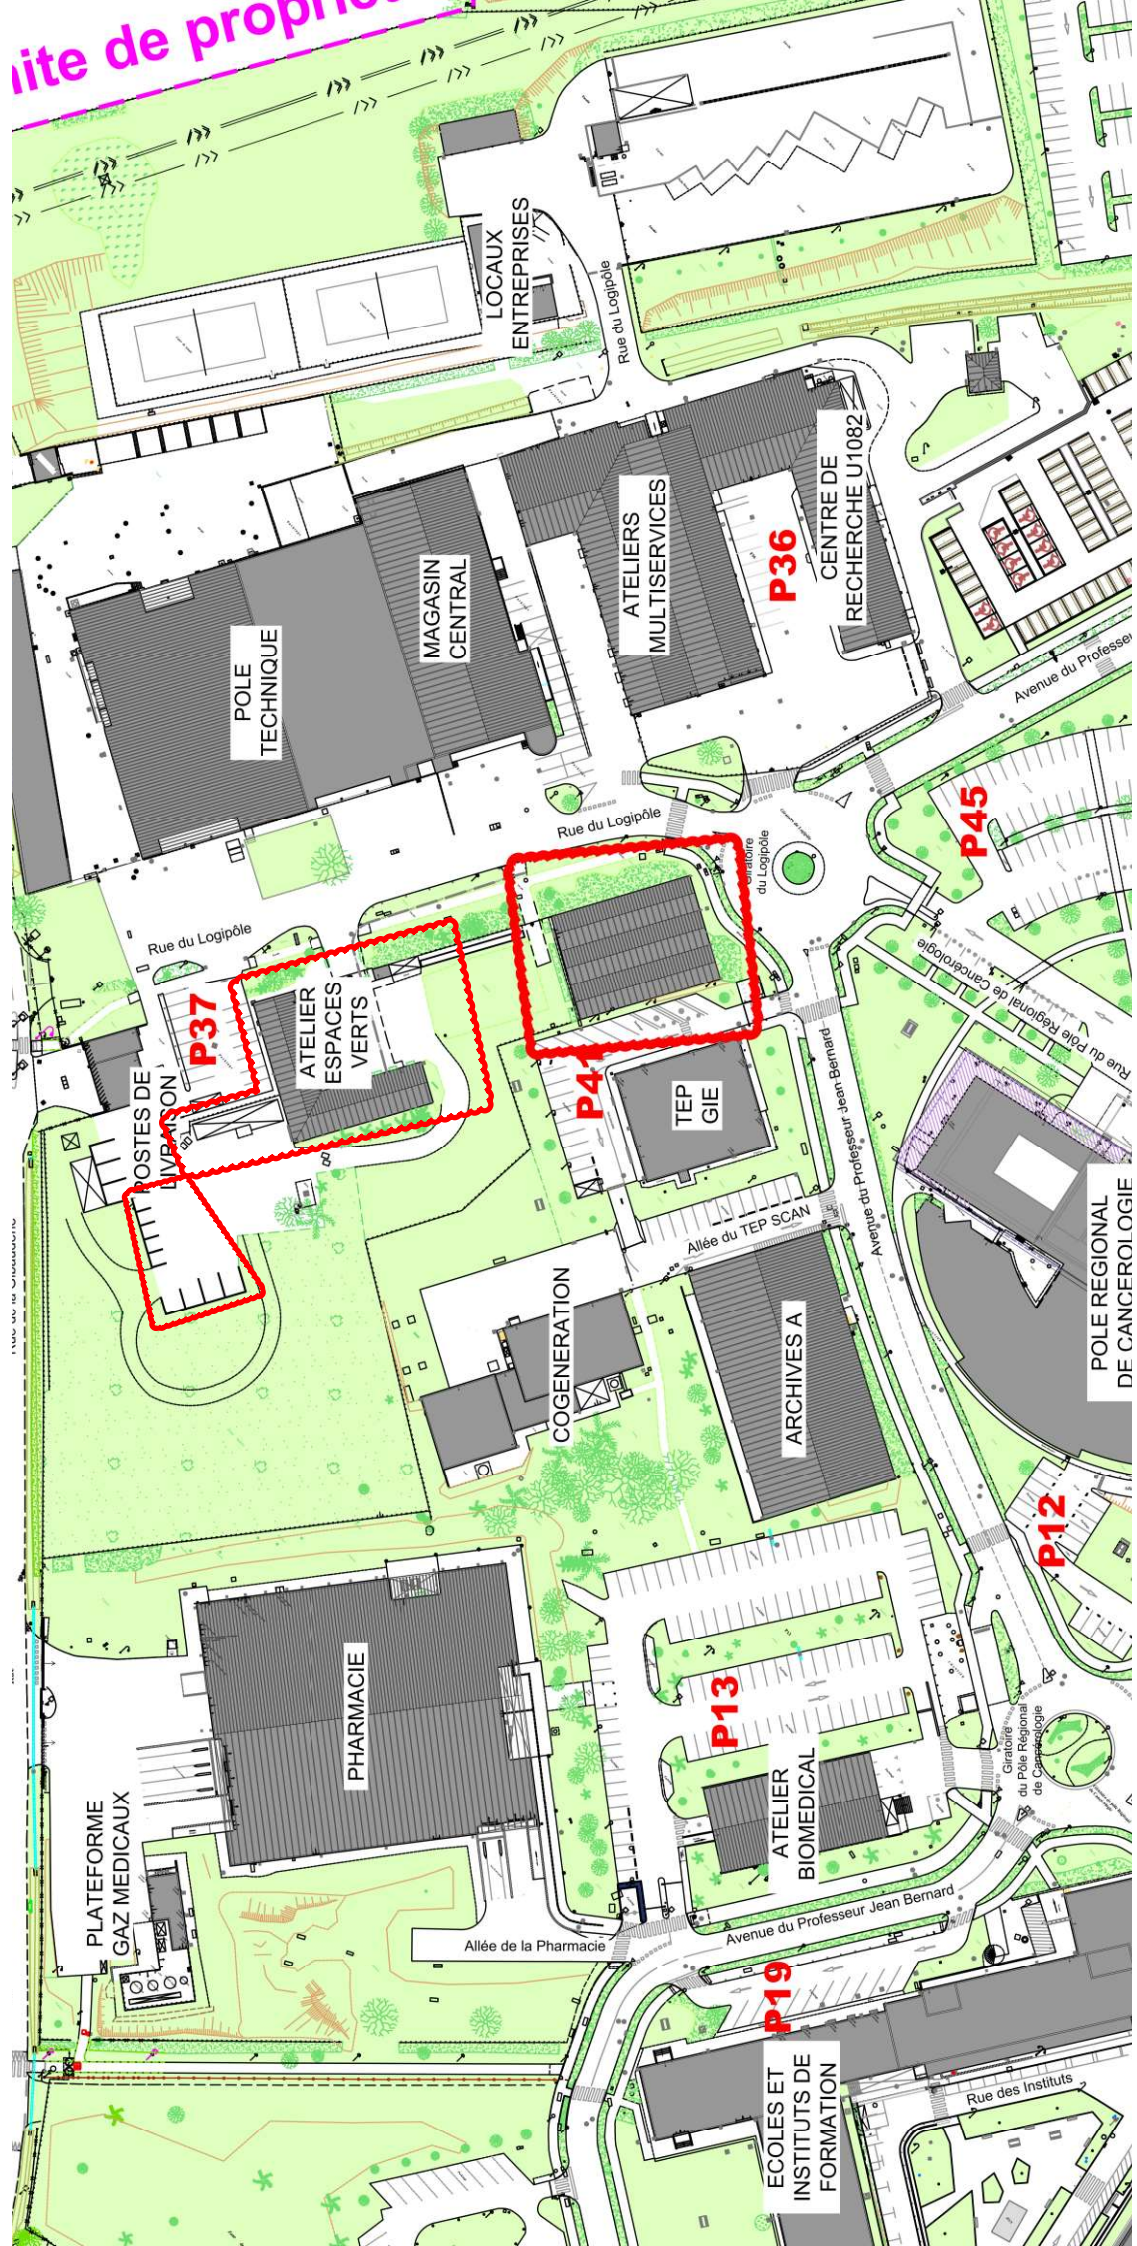 ite de proprié
LOCAUX
ENTREPRISES
Rue du Logipôle
POLE
TECHNIQUE
MAGASIN
CENTRAL
ATELIERS
MULTISERVICES
P36
CENTRE DE
RECHERCHE U1082
Avenue du Professeur
Rue du Logipôle
P45
Giratoire
du Logipôle
Rue du Logipôle
P37
ATELIER
ESPACES
VERTS
POSTES DE
LIVRAISON
P41
TEP
GIE
Avenue du Professeur Jean Bernard
Rue du Pôle Régional de Cancérologie
Rue du
Allée du TEP SCAN
COGENERATION
ARCHIVES A
POLE REGIONAL
DE CANCEROLOGIE
P12
PHARMACIE
P13
ATELIER
BIOMEDICAL
Giratoire
du Pôle Régional
de Cancérologie
PLATEFORME
GAZ MEDICAUX
Allée de la Pharmacie
Avenue du Professeur Jean Bernard
P19
ECOLES ET
INSTITUTS DE
FORMATION
Rue des Instituts